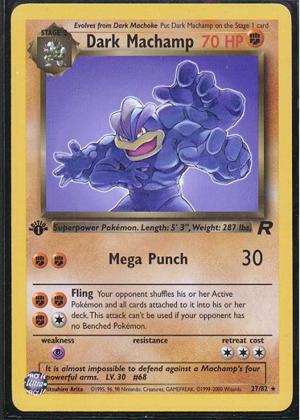 Evolves from Dark Machoke Put Dark Machamp on the Stage 1 card
STAGE 2
Dark Machamp 70 HP
EDITION
1
Superpower Pokémon. Length: 5' 3", Weight: 287 lbs.
R
Mega Punch 30
Fling Your opponent shuffles his or her Active
Pokémon and all cards attached to it into his or her
deck. This attack can't be used if your opponent
has no Benched Pokémon.
weakness resistance retreat cost
It is almost impossible to defend against a Machamp's four
powerful arms. LV. 30 #68
Mitsuhiro Arita ©1995, 96, 98 Nintendo, Creatures, GAMEFREAK. ©1999-2000 Wizards. 27/82 ★